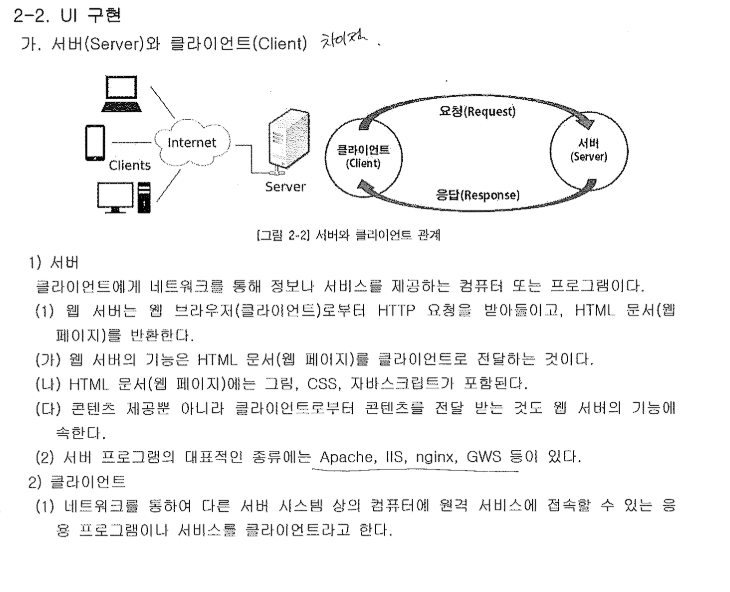 2-2. UI 구현
가. 서버(Server)와 클라이언트(Client) 차이점.
Clients
Internet
Server
클라이언트
(Client)
요청(Request)
서버
(Server)
응답(Response)
[그림 2-2] 서버와 클라이언트 관계
1) 서버
클라이언트에게 네트워크를 통해 정보나 서비스를 제공하는 컴퓨터 또는 프로그램이다.
(1) 웹 서버는 웹 브라우저(클라이언트)로부터 HTTP 요청을 받아들이고, HTML 문서(웹
페이지)를 반환한다.
(가) 웹 서버의 기능은 HTML 문서(웹 페이지)를 클라이언트로 전달하는 것이다.
(나) HTML 문서(웹 페이지)에는 그림, CSS, 자바스크립트가 포함된다.
(다) 콘텐츠 제공뿐 아니라 클라이언트로부터 콘텐츠를 전달 받는 것도 웹 서버의 기능에
속한다.
(2) 서버 프로그램의 대표적인 종류에는 Apache, IIS, nginx, GWS 등이 있다.
2) 클라이언트
(1) 네트워크를 통하여 다른 서버 시스템 상의 컴퓨터에 원격 서비스에 접속할 수 있는 응
용 프로그램이나 서비스를 클라이언트라고 한다.